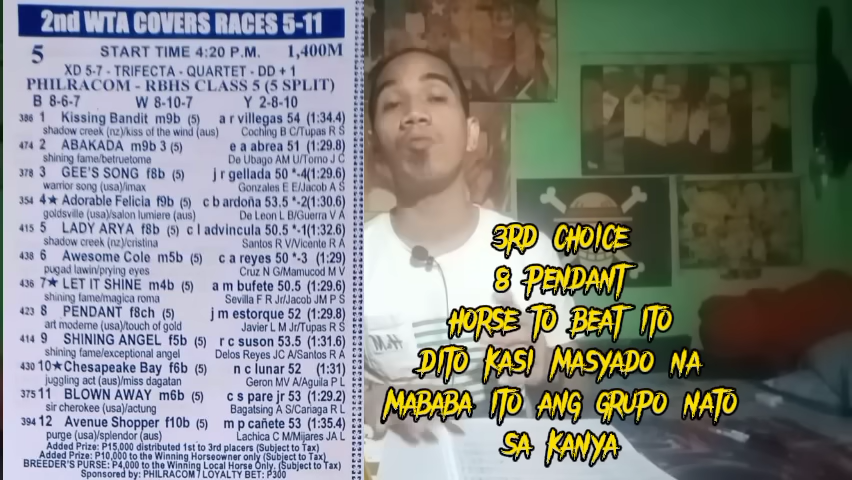 2nd WTA COVERS RACES 5-11
5 START TIME 4:20 P.M. 1,400M
XD 5-7 - TRIFECTA - QUARTET - DD + 1
PHILRACOM - RBHS CLASS 5 (5 SPLIT)
B 8-6-7 W 8-10-7 Y 2-8-10
386 1 Kissing Bandit m9b (5) a r villegas 54 (1:34.4)
shadow creek (nz)/kiss of the wind (aus) Coching B C/Tupas R S
474 2 ABAKADA m9b 3 (5) e a abrea 51 (1:29.8)
shining fame/betruetome De Ubago AM U/Torno J C
378 3 GEE'S SONG f8b (5) j r gellada 50 *-4(1:29.6)
warrior song (usa)/imax Gonzales E E/Jacob A S
354 4★ Adorable Felicia f9b (5) c b ardoña 53.5 *-2(1:30.6)
goldsville (usa)/salon lumiere (aus) De Leon L B/Guerra V A
415 5 LADY ARYA f8b (5) c l advincula 50.5 *-1(1:32.6)
shadow creek (nz)/cristina Santos R V/Vicente R A
438 6 Awesome Cole m5b (5) c a reyes 50 *-3 (1:29)
pugad lawin/prying eyes Cruz N G/Mamucod M V
436 7★ LET IT SHINE m4b (5) a m bufete 50.5 (1:29.6)
shining fame/magica roma Sevilla F R Jr/Jacob JM P S
423 8 PENDANT f8ch (5) j m estorque 52 (1:29.8)
art moderne (usa)/touch of gold Javier L M Jr/Tupas R S
414 9 SHINING ANGEL f5b (5) r c suson 53.5 (1:31.6)
shining fame/exceptional angel Delos Reyes JC A/Santos R A
430 10★Chesapeake Bay f6b (5) n c lunar 52 (1:31)
juggling act (aus)/miss dagatan Geron MV A/Aguila P L
375 11 BLOWN AWAY m6b (5) c s pare jr 53 (1:29.2)
sir cherokee (usa)/actung Bagatsing A S/Cariaga R L
394 12 Avenue Shopper f10b (5) m p cañete 53 (1:35.4)
purge (usa)/splendor (aus) Lachica C M/Mijares JA L
Added Prize: P15,000 distributed 1st to 3rd placers (Subject to Tax)
Added Prize: P10,000 to the Winning Horseowner only (Subject to Tax)
BREEDER'S PURSE: P4,000 to the Winning Local Horse Only. (Subject to Tax)
Sponsored by: PHILRACOM / LOYALTY BET: P300
3RD CHOICE
8 PENDANT
HORSE TO BEAT ITO
DITO KASI MASYADO NA
MABABA ITO ANG GRUPO NATO
SA KANYA